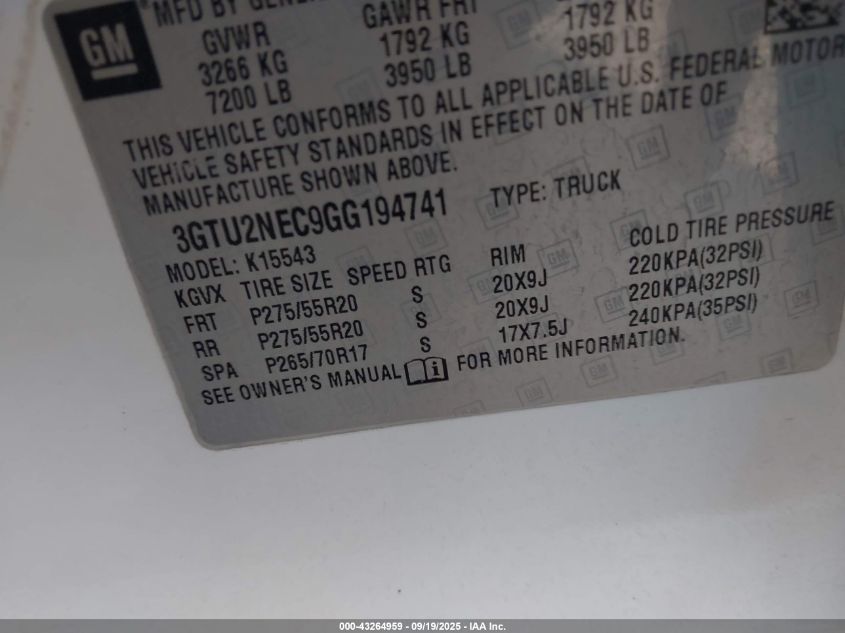 GM
MFD BY GENER
GVWR GAWR FRT
3266 KG 1792 KG 1792 KG
7200 LB 3950 LB 3950 LB
THIS VEHICLE CONFORMS TO ALL APPLICABLE U.S. FEDERAL MOTOR
VEHICLE SAFETY STANDARDS IN EFFECT ON THE DATE OF
MANUFACTURE SHOWN ABOVE.
3GTU2NEC9GG194741 TYPE: TRUCK
MODEL: K15543
KGVX TIRE SIZE SPEED RTG RIM COLD TIRE PRESSURE
FRT P275/55R20 S 20X9J 220KPA(32PSI)
RR P275/55R20 S 20X9J 220KPA(32PSI)
SPA P265/70R17 S 17X7.5J 240KPA(35PSI)
SEE OWNER'S MANUAL FOR MORE INFORMATION.
000-43264959 - 09/19/2025 - IAA Inc.